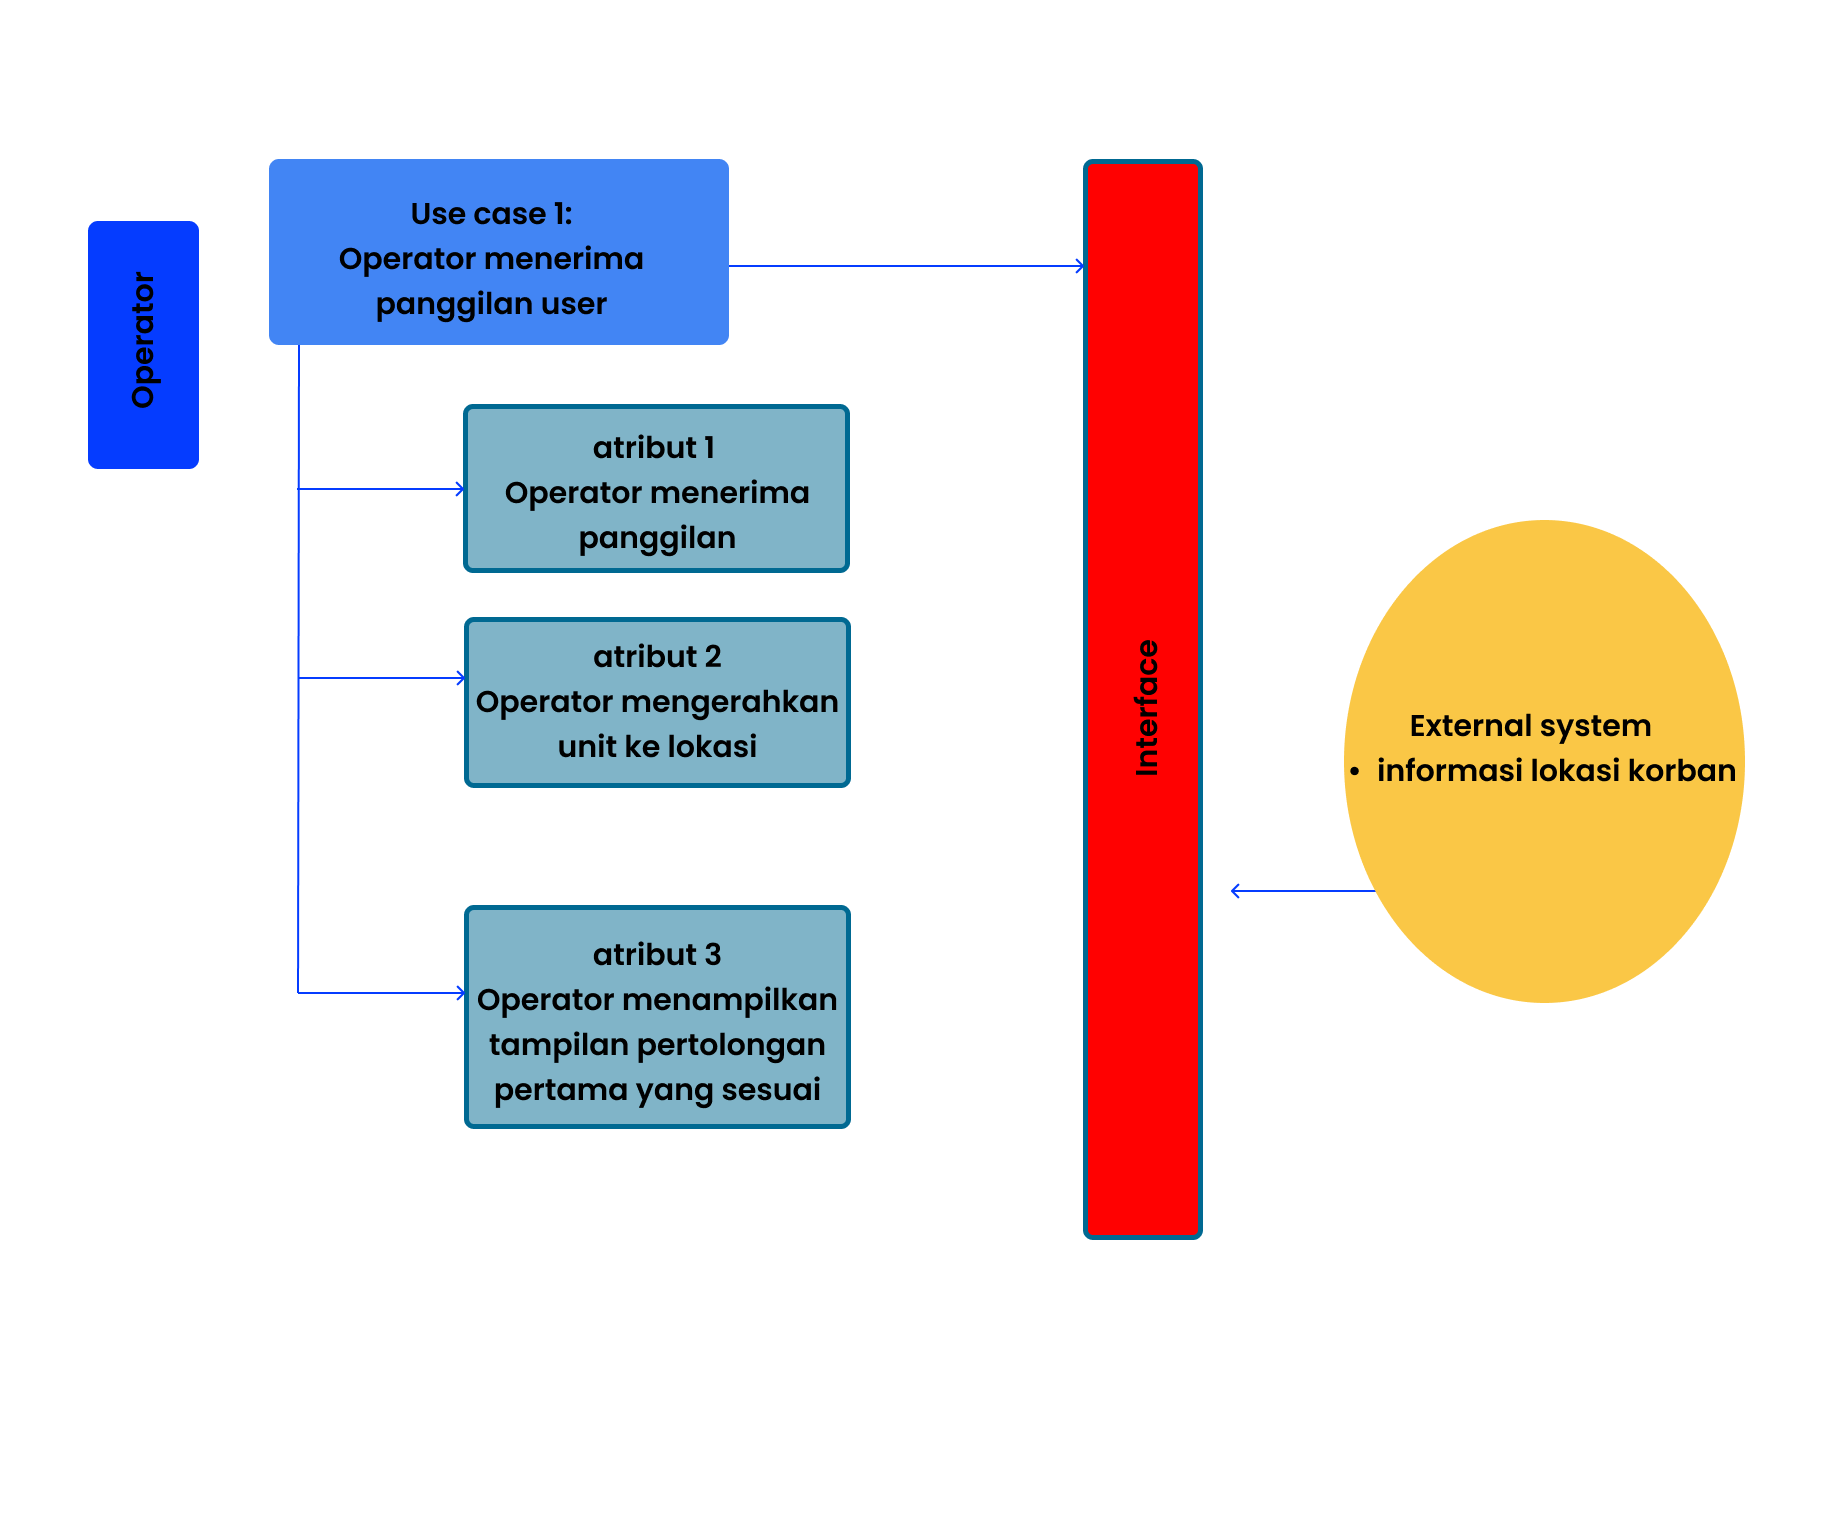 Operator
Use case 1:
Operator menerima
panggilan user
atribut 1
Operator menerima
panggilan
atribut 2
Operator mengerahkan
unit ke lokasi
atribut 3
Operator menampilkan
tampilan pertolongan
pertama yang sesuai
Interface
External system
• informasi lokasi korban